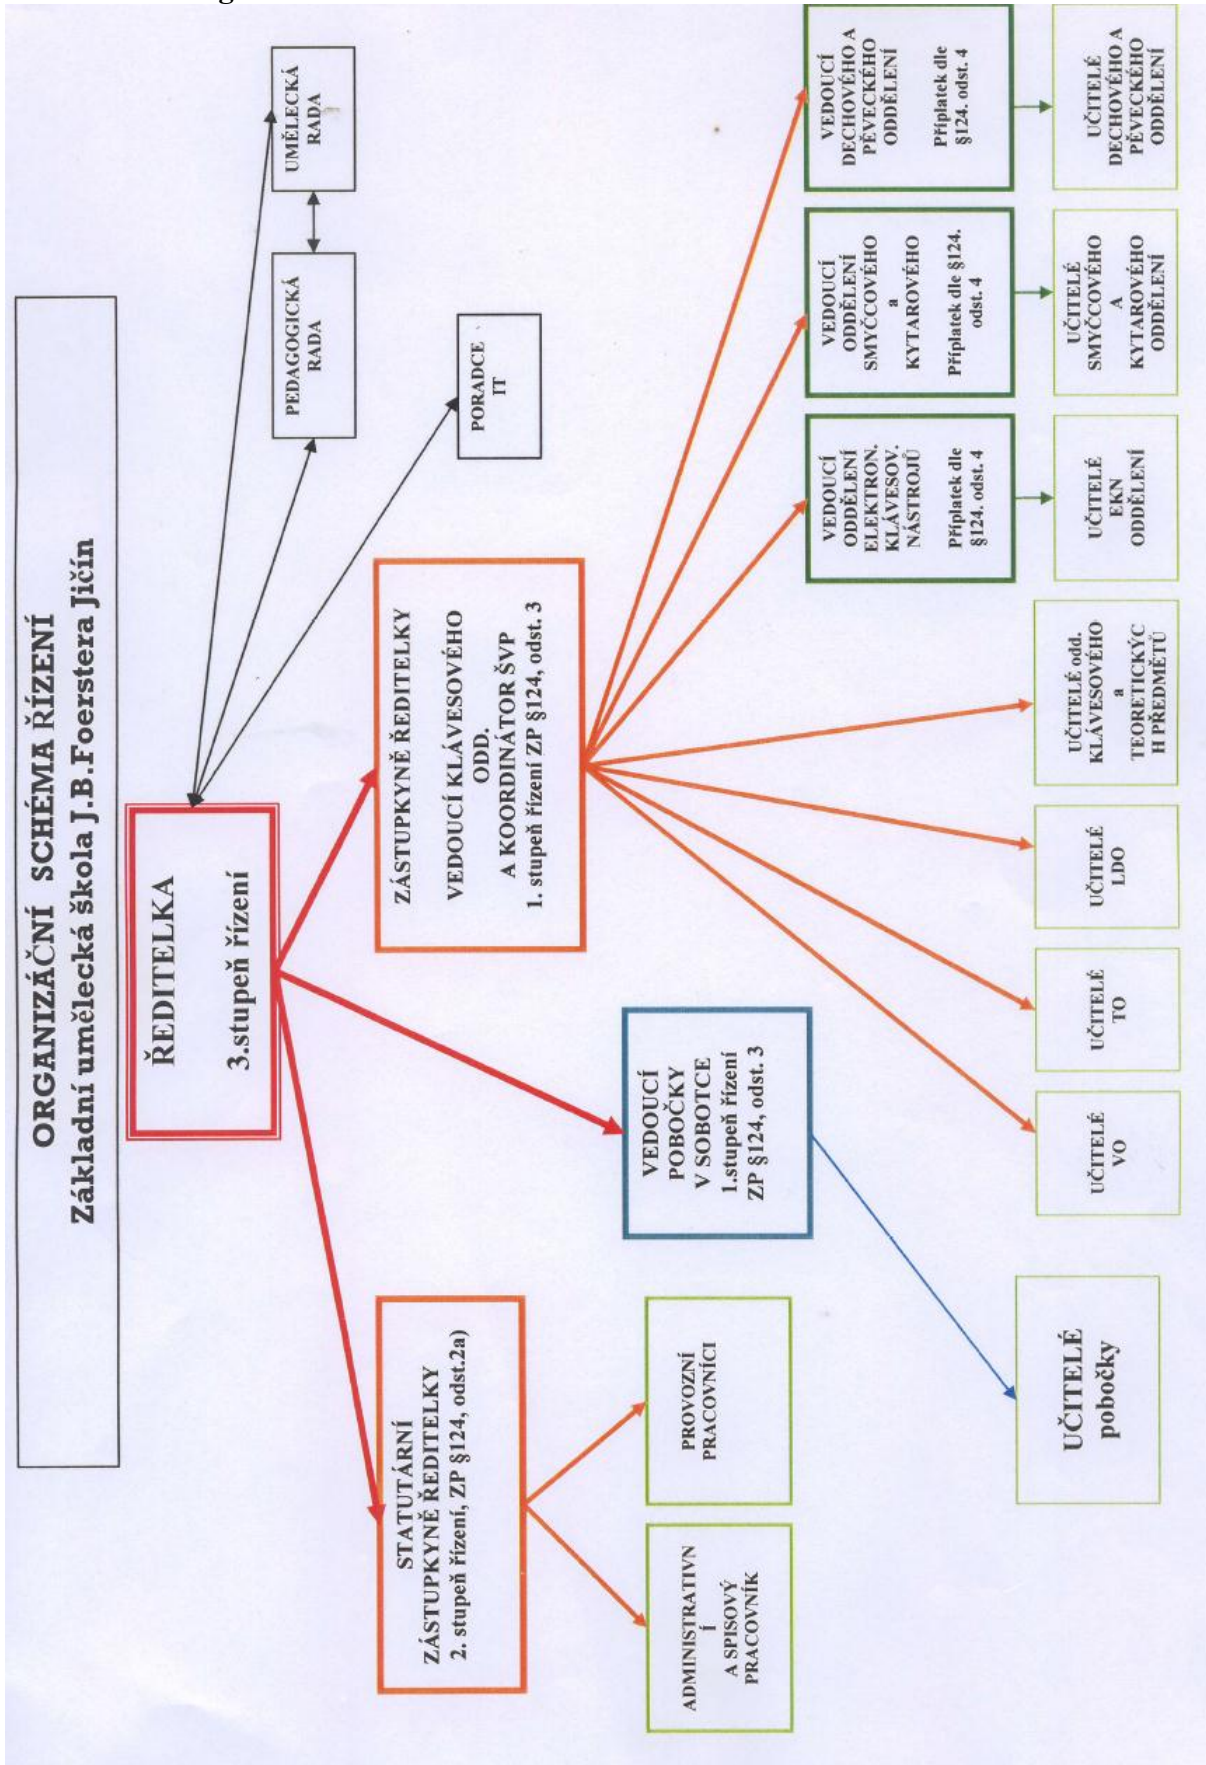 ORGANIZÁČNÍ SCHÉMA ŘÍZENÍ
Základní umělecká škola J.B.Foerstera Jičín
ŘEDITELKA
3.stupeň řízení
UMĚLECKÁ
RADA
PEDAGOGICKÁ
RADA
PORADCE
IT
STATUTÁRNÍ
ZÁSTUPKYNĚ ŘEDITELKY
2. stupeň řízení, ZP §124, odst.2a)
ZÁSTUPKYNĚ ŘEDITELKY
VEDOUCÍ KLÁVESOVÉHO
ODD.
A KOORDINÁTOR ŠVP
1. stupeň řízení ZP §124, odst. 3
ADMINISTRATIVN
Í
A SPISOVÝ
PRACOVNÍK
PROVOZNÍ
PRACOVNÍCI
VEDOUCÍ
POBOČKY
V SOBOTCE
1.stupeň řízení
ZP §124, odst. 3
VEDOUCÍ
ODDĚLENÍ
ELEKTRON.
KLÁVESOV.
NÁSTROJŮ
Příplatek dle
§124. odst. 4
VEDOUCÍ
ODDĚLENÍ
SMYČCOVÉHO
a
KYTAROVÉHO
Příplatek dle §124.
odst. 4
VEDOUCÍ
DECHOVÉHO A
PĚVECKÉHO
ODDĚLENÍ
Příplatek dle
§124. odst. 4
UČITELÉ
pobočky
UČITELÉ
VO
UČITELÉ
TO
UČITELÉ
LDO
UČITELÉ odd.
KLÁVESOVÉHO
a
TEORETICKÝC
H PŘEDMĚTŮ
UČITELÉ
EKN
ODDĚLENÍ
UČITELÉ
SMYČCOVÉHO
A
KYTAROVÉHO
ODDĚLENÍ
UČITELÉ
DECHOVÉHO A
PĚVECKÉHO
ODDĚLENÍ